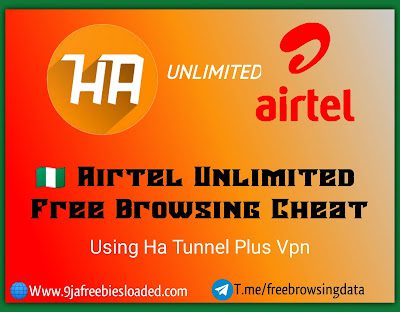 HA
UNLIMITED
airtel
🇳🇬 Airtel Unlimited
Free Browsing Cheat
Using Ha Tunnel Plus Vpn
Www.9jafreebiesloaded.com
T.me/freebrowsingdata